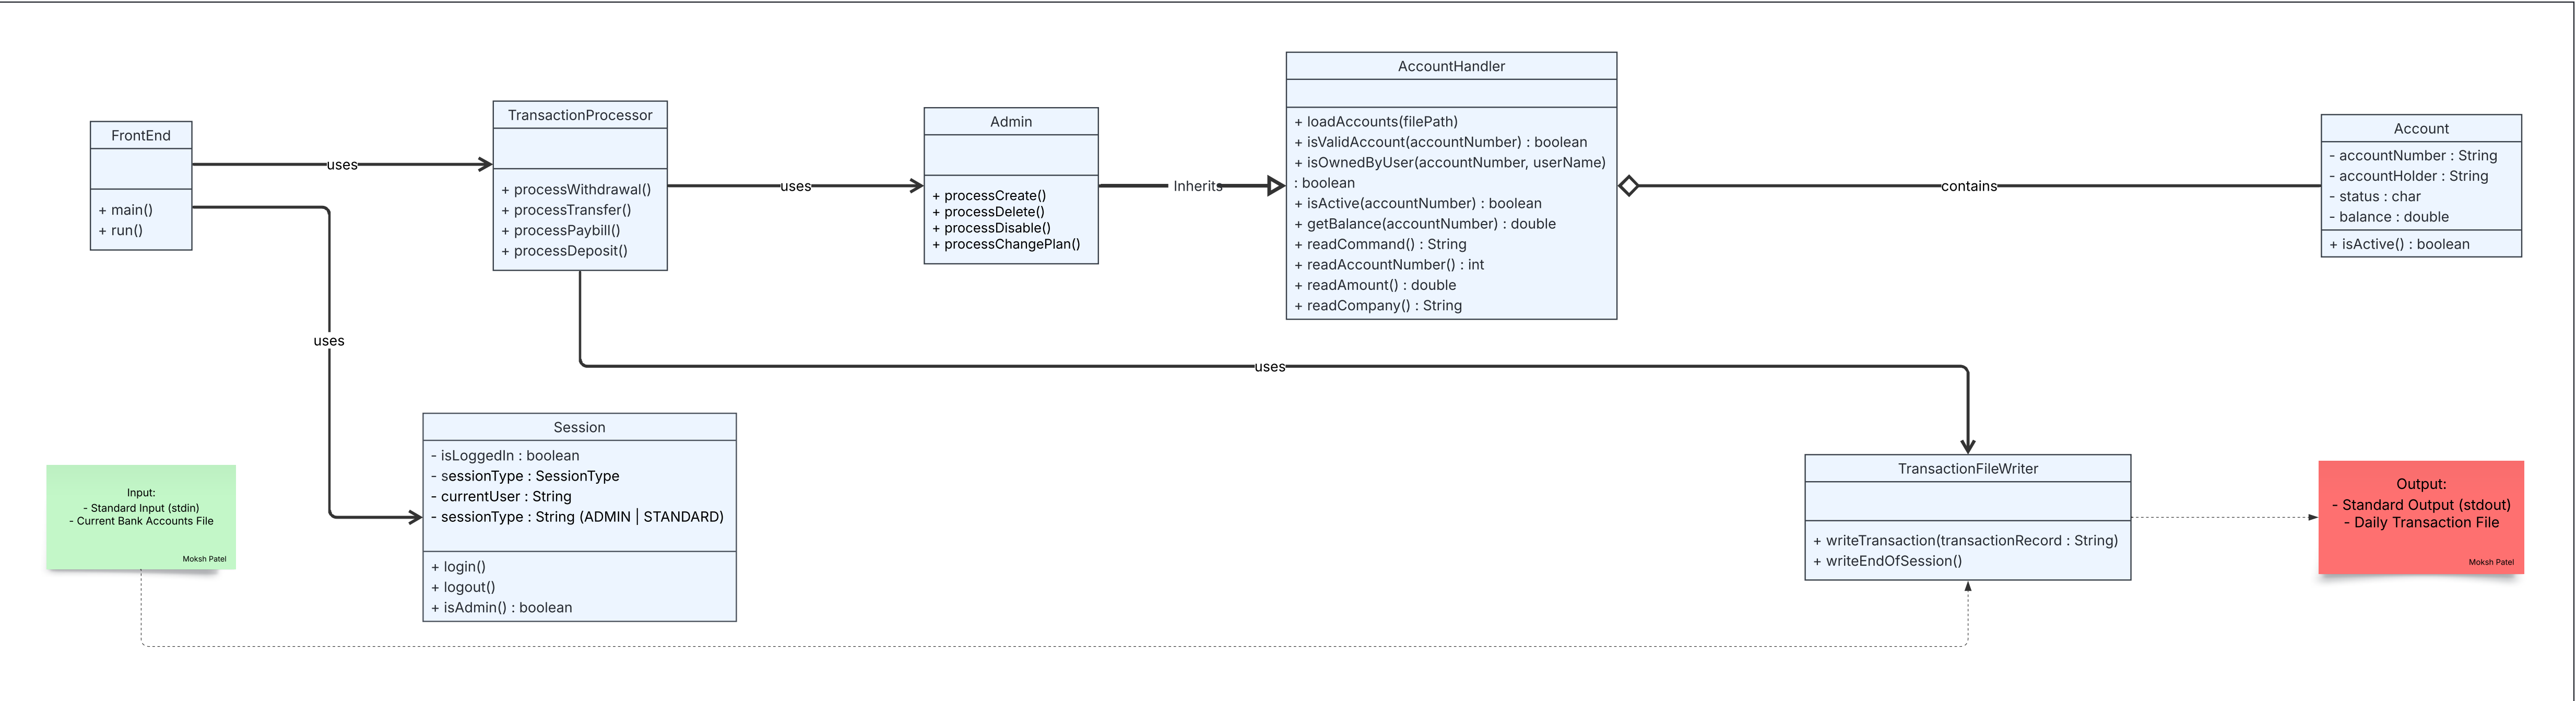 FrontEnd
+ main()
+ run()
uses
uses
TransactionProcessor
+ processWithdrawal()
+ processTransfer()
+ processPaybill()
+ processDeposit()
uses
Admin
+ processCreate()
+ processDelete()
+ processDisable()
+ processChangePlan()
Inherits
AccountHandler
+ loadAccounts(filePath)
+ isValidAccount(accountNumber) : boolean
+ isOwnedByUser(accountNumber, userName)
: boolean
+ isActive(accountNumber) : boolean
+ getBalance(accountNumber) : double
+ readCommand() : String
+ readAccountNumber() : int
+ readAmount() : double
+ readCompany() : String
contains
Account
- accountNumber : String
- accountHolder : String
- status : char
- balance : double
+ isActive() : boolean
uses
Session
- isLoggedIn : boolean
- sessionType : SessionType
- currentUser : String
- sessionType : String (ADMIN | STANDARD)
+ login()
+ logout()
+ isAdmin() : boolean
Input:
- Standard Input (stdin)
- Current Bank Accounts File
Moksh Patel
TransactionFileWriter
+ writeTransaction(transactionRecord : String)
+ writeEndOfSession()
Output:
- Standard Output (stdout)
- Daily Transaction File
Moksh Patel